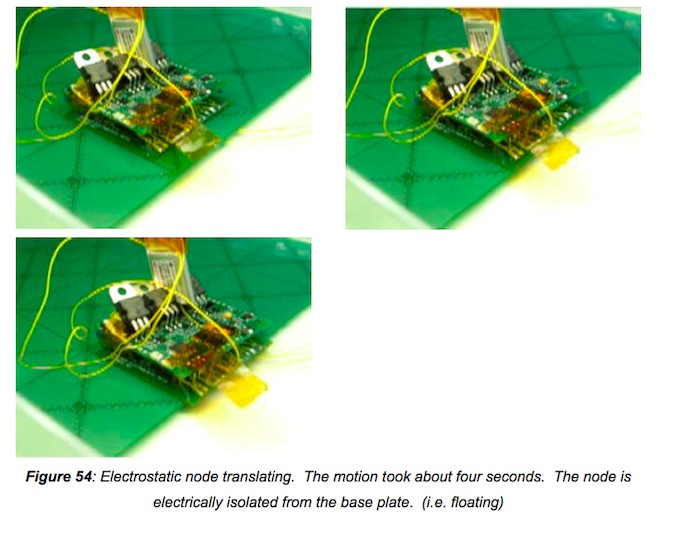 Figure 54: Electrostatic node translating. The motion took about four seconds. The node is
electrically isolated from the base plate. (i.e. floating)